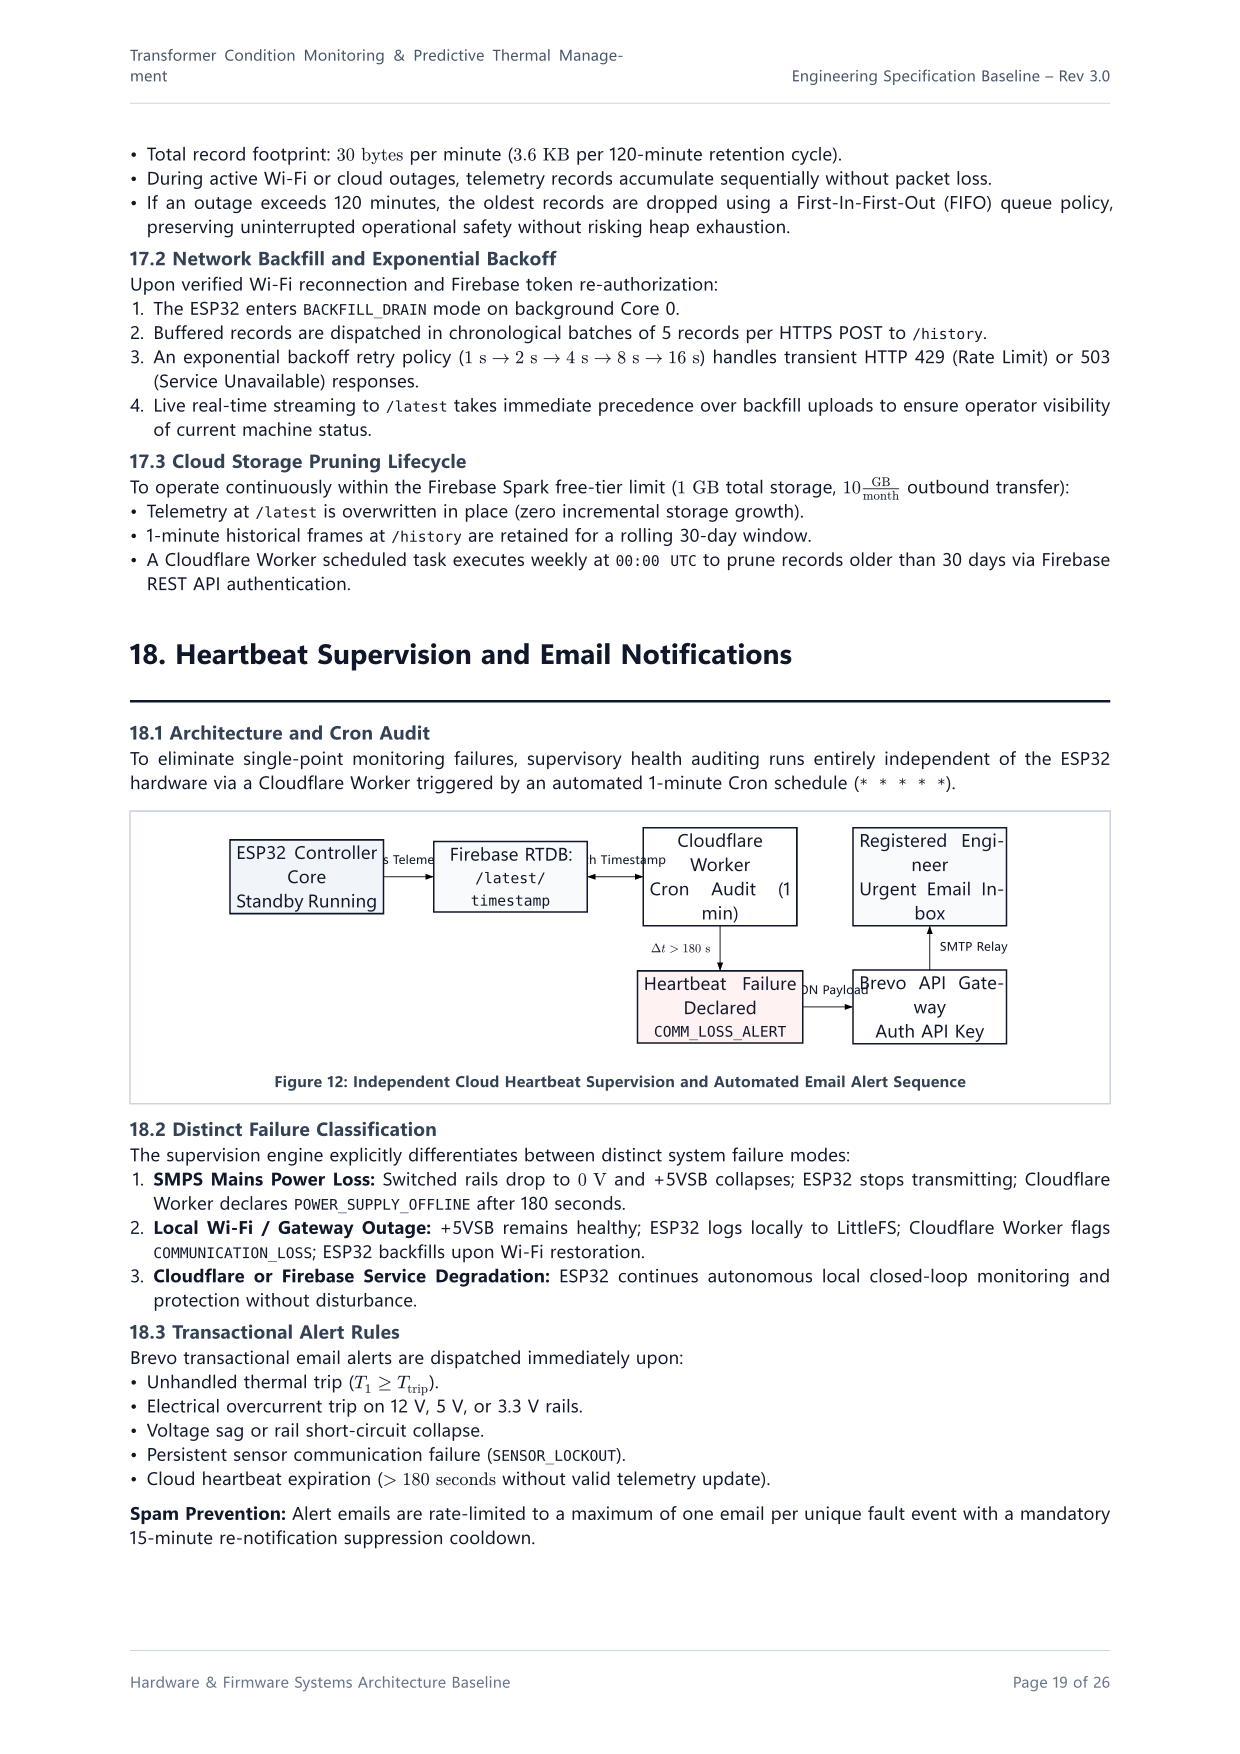 Transformer Condition Monitoring & Predictive Thermal Manage-
ment
Engineering Specification Baseline – Rev 3.0
• Total record footprint: 30 bytes per minute (3.6 KB per 120-minute retention cycle).
• During active Wi-Fi or cloud outages, telemetry records accumulate sequentially without packet loss.
• If an outage exceeds 120 minutes, the oldest records are dropped using a First-In-First-Out (FIFO) queue policy,
preserving uninterrupted operational safety without risking heap exhaustion.
17.2 Network Backfill and Exponential Backoff
Upon verified Wi-Fi reconnection and Firebase token re-authorization:
1. The ESP32 enters BACKFILL_DRAIN mode on background Core 0.
2. Buffered records are dispatched in chronological batches of 5 records per HTTPS POST to /history.
3. An exponential backoff retry policy (1 s → 2 s → 4 s → 8 s → 16 s) handles transient HTTP 429 (Rate Limit) or 503
(Service Unavailable) responses.
4. Live real-time streaming to /latest takes immediate precedence over backfill uploads to ensure operator visibility
of current machine status.
17.3 Cloud Storage Pruning Lifecycle
To operate continuously within the Firebase Spark free-tier limit (1 GB total storage, 10 GB/month outbound transfer):
• Telemetry at /latest is overwritten in place (zero incremental storage growth).
• 1-minute historical frames at /history are retained for a rolling 30-day window.
• A Cloudflare Worker scheduled task executes weekly at 00:00 UTC to prune records older than 30 days via Firebase
REST API authentication.
18. Heartbeat Supervision and Email Notifications
18.1 Architecture and Cron Audit
To eliminate single-point monitoring failures, supervisory health auditing runs entirely independent of the ESP32
hardware via a Cloudflare Worker triggered by an automated 1-minute Cron schedule (* * * * *).
ESP32 Controller
Core
Standby Running
s Teleme
Firebase RTDB:
/latest/
timestamp
h Timestamp
Cloudflare
Worker
Cron Audit (1
min)
Registered Engi-
neer
Urgent Email In-
box
Δt > 180 s
SMTP Relay
Heartbeat Failure
Declared
COMM_LOSS_ALERT
ON Payload
Brevo API Gate-
way
Auth API Key
Figure 12: Independent Cloud Heartbeat Supervision and Automated Email Alert Sequence
18.2 Distinct Failure Classification
The supervision engine explicitly differentiates between distinct system failure modes:
1. SMPS Mains Power Loss: Switched rails drop to 0 V and +5VSB collapses; ESP32 stops transmitting; Cloudflare
Worker declares POWER_SUPPLY_OFFLINE after 180 seconds.
2. Local Wi-Fi / Gateway Outage: +5VSB remains healthy; ESP32 logs locally to LittleFS; Cloudflare Worker flags
COMMUNICATION_LOSS; ESP32 backfills upon Wi-Fi restoration.
3. Cloudflare or Firebase Service Degradation: ESP32 continues autonomous local closed-loop monitoring and
protection without disturbance.
18.3 Transactional Alert Rules
Brevo transactional email alerts are dispatched immediately upon:
• Unhandled thermal trip (T₁ ≥ T_trip).
• Electrical overcurrent trip on 12 V, 5 V, or 3.3 V rails.
• Voltage sag or rail short-circuit collapse.
• Persistent sensor communication failure (SENSOR_LOCKOUT).
• Cloud heartbeat expiration (> 180 seconds without valid telemetry update).
Spam Prevention: Alert emails are rate-limited to a maximum of one email per unique fault event with a mandatory
15-minute re-notification suppression cooldown.
Hardware & Firmware Systems Architecture Baseline
Page 19 of 26